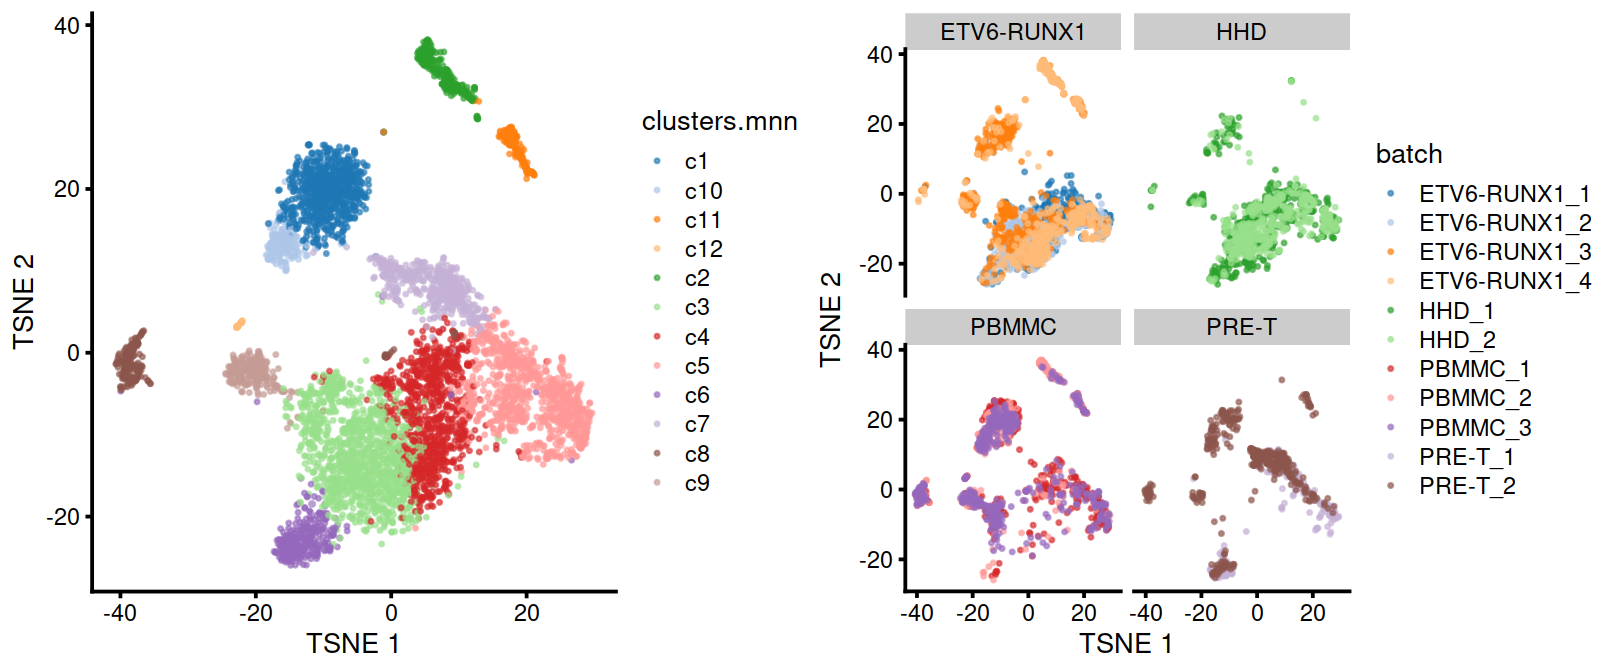 40
20
0
-20
TSNE 2
-40
-20
0
20
TSNE 1
clusters.mnn
c1
c10
c11
c12
c2
c3
c4
c5
c6
c7
c8
c9
ETV6-RUNX1
HHD
40
20
0
-20
PBMMC
PRE-T
40
20
0
-20
TSNE 2
-40
-20
0
20
-40
-20
0
20
TSNE 1
batch
ETV6-RUNX1_1
ETV6-RUNX1_2
ETV6-RUNX1_3
ETV6-RUNX1_4
HHD_1
HHD_2
PBMMC_1
PBMMC_2
PBMMC_3
PRE-T_1
PRE-T_2